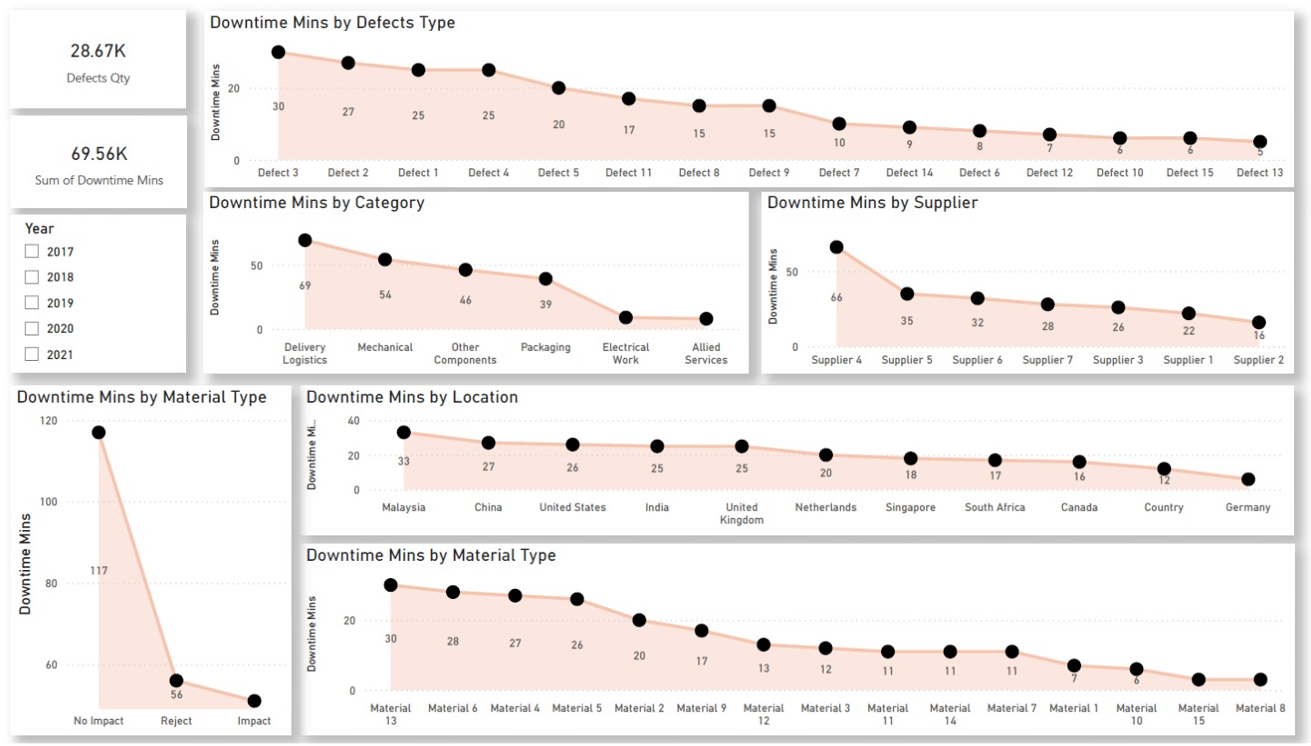 28.67K
Defects Qty
69.56K
Sum of Downtime Mins
Year
2017
2018
2019
2020
2021
Downtime Mins by Defects Type
Downtime Mins
20
0
30 27 25 25 20 17 15 15 10 9 8 7 6 6 5
Defect 3 Defect 2 Defect 1 Defect 4 Defect 5 Defect 11 Defect 8 Defect 9 Defect 7 Defect 14 Defect 6 Defect 12 Defect 10 Defect 15 Defect 13
Downtime Mins by Category
Downtime Mins
50
0
69 54 46 39
Delivery Mechanical Other Packaging Electrical Allied
Logistics Components Work Services
Downtime Mins by Supplier
Downtime Mins
50
0
66 35 32 28 26 22 16
Supplier 4 Supplier 5 Supplier 6 Supplier 7 Supplier 3 Supplier 1 Supplier 2
Downtime Mins by Material Type
Downtime Mins
120
100
80
60
117 56
No Impact Reject Impact
Downtime Mins by Location
Downtime Mi...
40
20
0
33 27 26 25 25 20 18 17 16 12
Malaysia China United States India United Netherlands Singapore South Africa Canada Country Germany
Kingdom
Downtime Mins by Material Type
Downtime Mins
20
0
30 28 27 26 20 17 13 12 11 11 11 7 6
Material Material 6 Material 4 Material 5 Material 2 Material 9 Material Material 3 Material Material Material 7 Material 1 Material Material Material 8
13 12 11 14 10 15